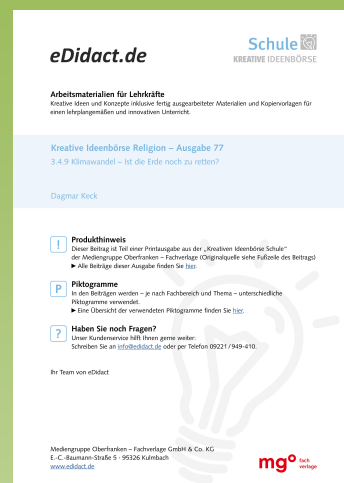 eDidact.de
Schule
KREATIVE IDEENBÖRSE
Arbeitsmaterialien für Lehrkräfte
Kreative Ideen und Konzepte inklusive fertig ausgearbeiteter Materialien und Kopiervorlagen für
einen lehrplangemäßen und innovativen Unterricht.
Kreative Ideenbörse Religion – Ausgabe 77
3.4.9 Klimawandel – Ist die Erde noch zu retten?
Dagmar Keck
!
Produkthinweis
Dieser Beitrag ist Teil einer Printausgabe aus der „Kreativen Ideenbörse Schule“
der Mediengruppe Oberfranken – Fachverlage (Originalquelle siehe Fußzeile des Beitrags)
▶ Alle Beiträge dieser Ausgabe finden Sie hier.
P
Piktogramme
In den Beiträgen werden – je nach Fachbereich und Thema – unterschiedliche
Piktogramme verwendet.
▶ Eine Übersicht der verwendeten Piktogramme finden Sie hier.
?
Haben Sie noch Fragen?
Unser Kundenservice hilft Ihnen gerne weiter:
Schreiben Sie an info@edidact.de oder per Telefon 09221/949-410.
Ihr Team von eDidact
Mediengruppe Oberfranken – Fachverlage GmbH & Co. KG
E.-C.-Baumann-Straße 5 · 95326 Kulmbach
www.edidact.de
mgo fach
verlage